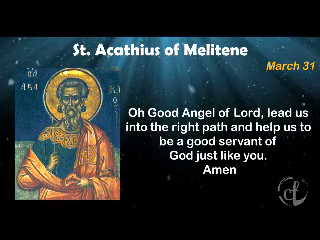 St. Acathius of Melitene
March 31
Oh Good Angel of Lord, lead us
into the right path and help us to
be a good servant of
God just like you.
Amen